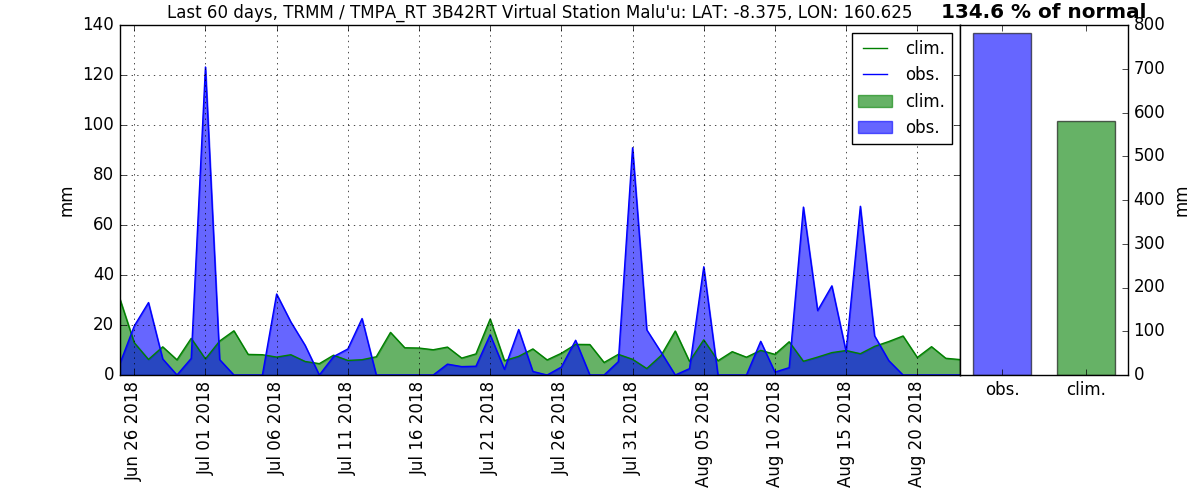 Last 60 days, TRMM / TMPA_RT 3B42RT Virtual Station Malu'u: LAT: -8.375, LON: 160.625
134.6 % of normal
140
120
100
80
60
40
20
0
mm
clim.
obs.
clim.
obs.
Jun 26 2018
Jul 01 2018
Jul 06 2018
Jul 11 2018
Jul 16 2018
Jul 21 2018
Jul 26 2018
Jul 31 2018
Aug 05 2018
Aug 10 2018
Aug 15 2018
Aug 20 2018
800
700
600
500
400
300
200
100
0
mm
obs.
clim.